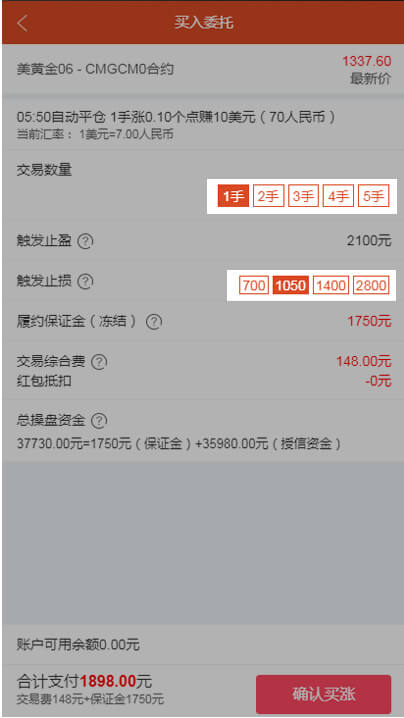 买入委托
美黄金06 - CMGCM0合约
1337.60
最新价
05:50自动平仓 1手涨0.10个点赚10美元（70人民币）
当前汇率： 1美元=7.00人民币
交易数量
1手 2手 3手 4手 5手
触发止盈 ? 2100元
触发止损 ?
700 1050 1400 2800
履约保证金（冻结） ? 1750元
交易综合费 ? 148.00元
红包抵扣 -0元
总操盘资金 ?
37730.00元=1750元（保证金）+35980.00元（授信资金）
账户可用余额0.00元
合计支付1898.00元
交易费148元+保证金1750元
确认买涨